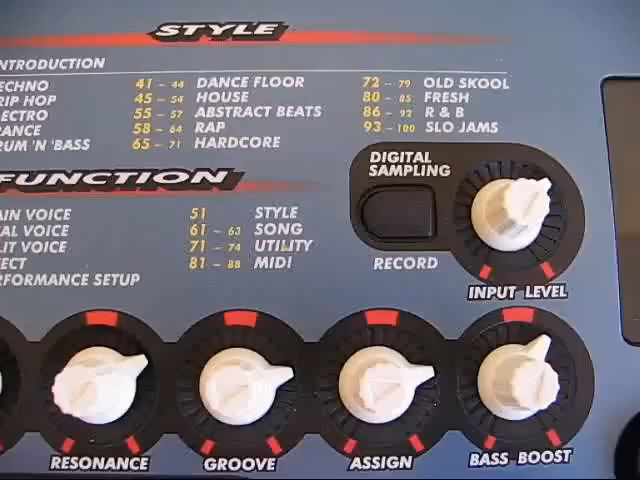 STYLE
NTRODUCTION
ECHNO
RIP HOP
ECTRO
RANCE
RUM 'N 'BASS
41 - 44 DANCE FLOOR
45 - 54 HOUSE
55 - 57 ABSTRACT BEATS
58 - 64 RAP
65 - 71 HARDCORE
72 - 79 OLD SKOOL
80 - 85 FRESH
86 - 92 R & B
93 - 100 SLO JAMS
FUNCTION
AIN VOICE
AL VOICE
LIT VOICE
ECT
RFORMANCE SETUP
51 STYLE
61 - 63 SONG
71 - 74 UTILITY
81 - 88 MIDI
DIGITAL
SAMPLING
RECORD
INPUT LEVEL
RESONANCE
GROOVE
ASSIGN
BASS BOOST